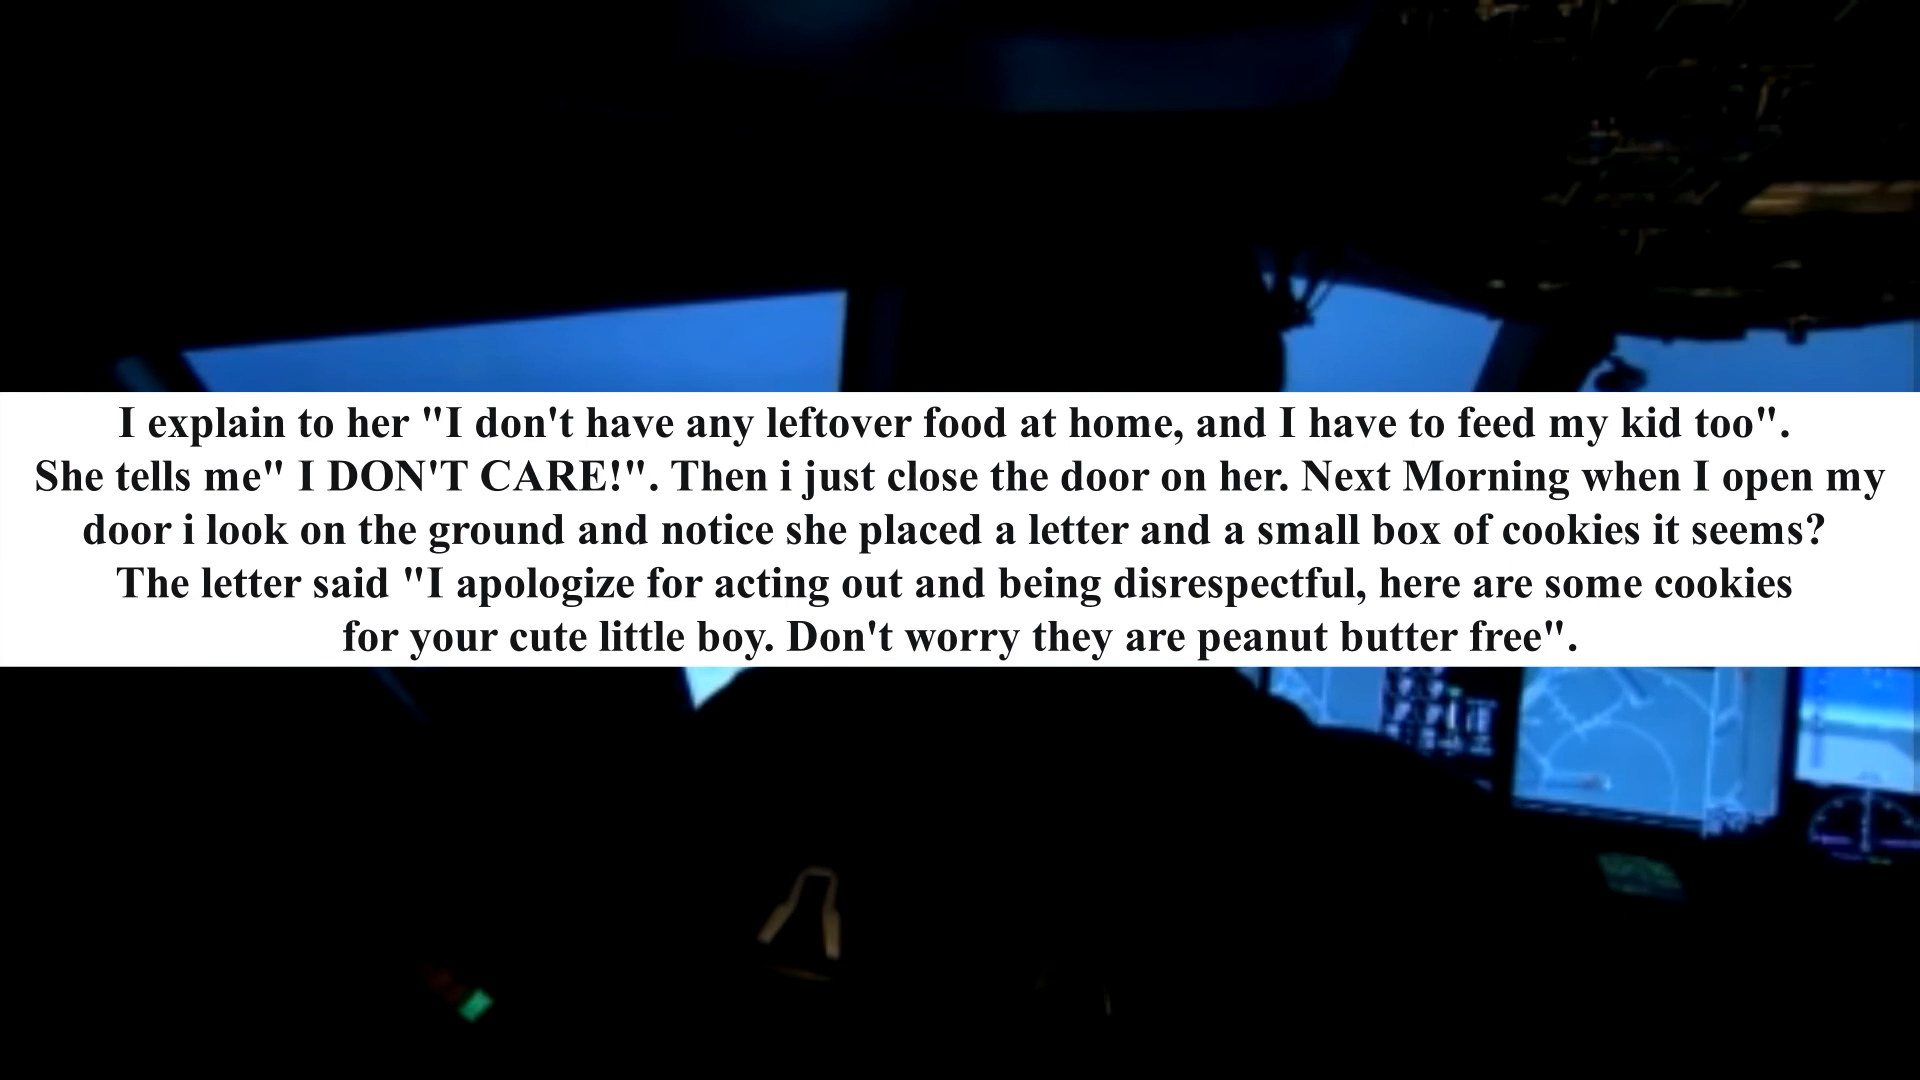 I explain to her "I don't have any leftover food at home, and I have to feed my kid too".
She tells me" I DON'T CARE!". Then i just close the door on her. Next Morning when I open my
door i look on the ground and notice she placed a letter and a small box of cookies it seems?
The letter said "I apologize for acting out and being disrespectful, here are some cookies
for your cute little boy. Don't worry they are peanut butter free".